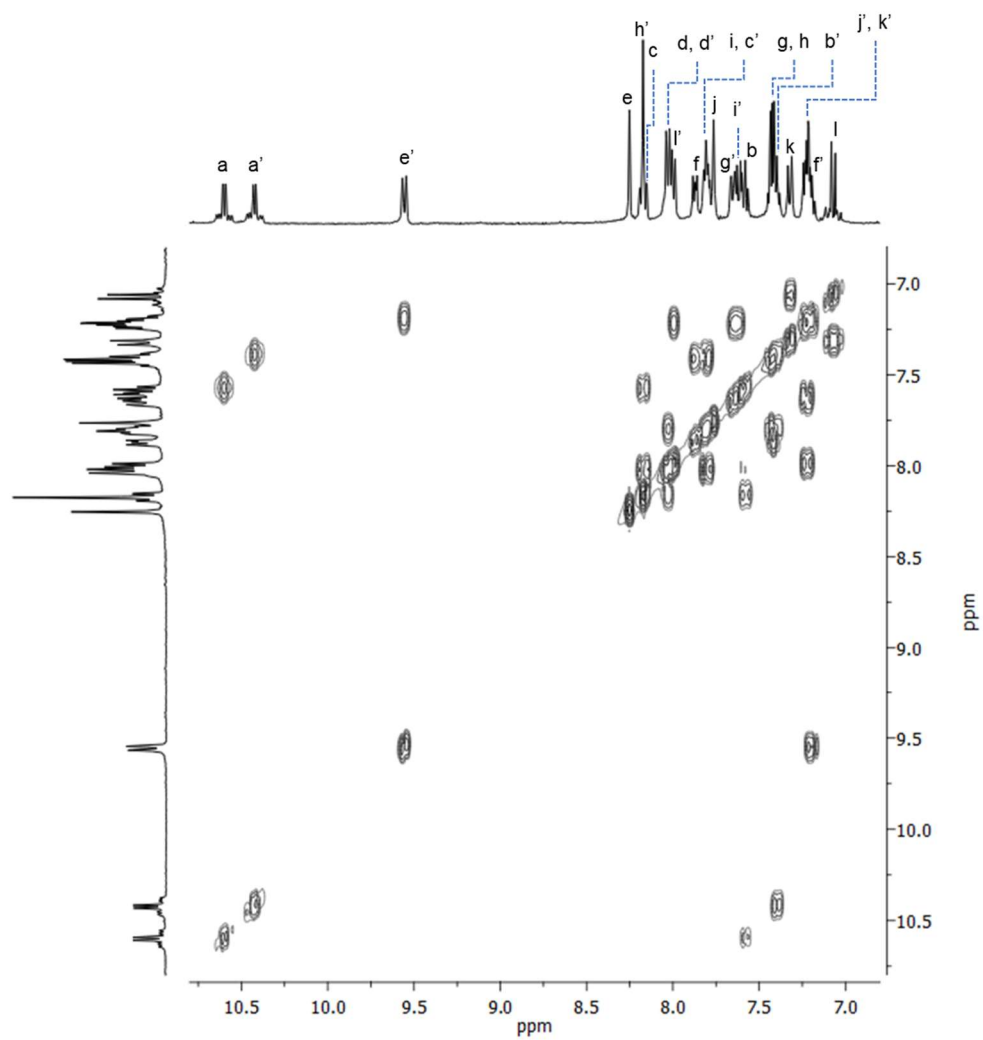 j’, k’
h’
c
d, d’
i, c’
g, h
b’
e
j
i’
l’
a
a’
e’
f
g’
b
k
f’
l
7.0
7.5
8.0
8.5
9.0
9.5
10.0
10.5
ppm
10.5
10.0
9.5
9.0
8.5
8.0
7.5
7.0
ppm